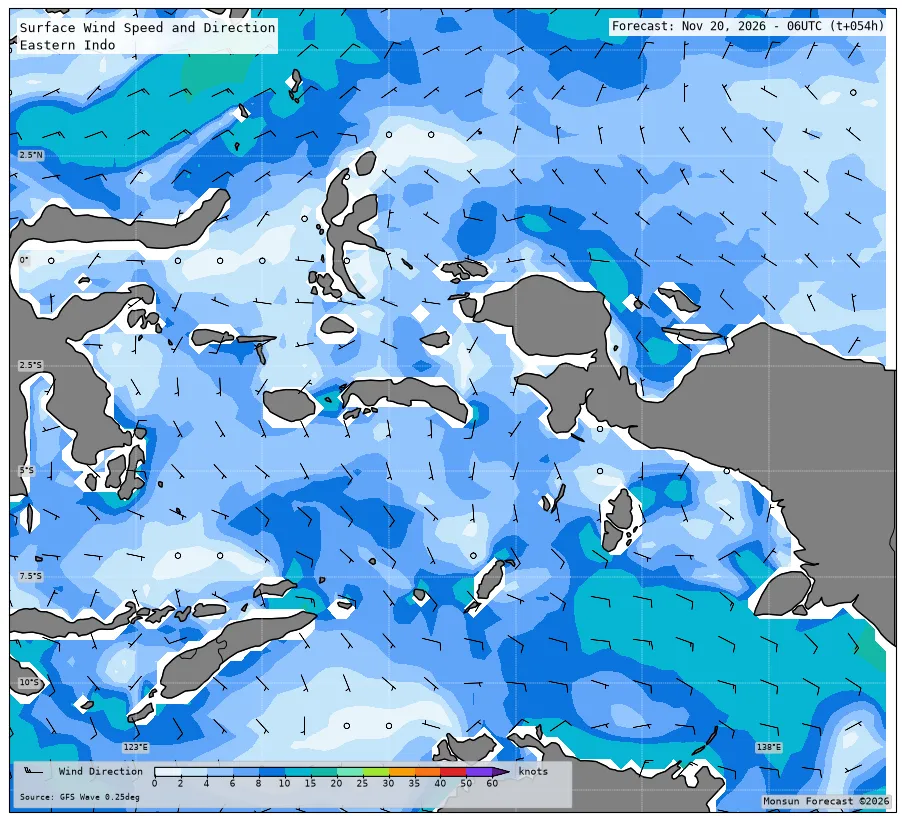 Surface Wind Speed and Direction
Eastern Indo
Forecast: Nov 20, 2026 - 06UTC (t+054h)
2.5°N
0°
2.5°S
5°S
7.5°S
10°S
123°E
138°E
Wind Direction
0 2 4 6 8 10 15 20 25 30 35 40 50 60
knots
Source: GFS Wave 0.25deg
Monsun Forecast ©2026